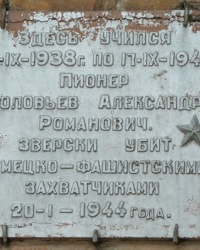 ЗДЕСЬ УЧИЛСЯ
-IX-1938г. ПО 17-IX-194
ПИОНЕР
ОЛОВЬЕВ АЛЕКСАНДР
РОМАНОВИЧ.
ЗВЕРСКИ УБИТ
МЕЦКО-ФАШИСТСКИМ
ЗАХВАТЧИКАМИ
20-I-1944 ГОДА.